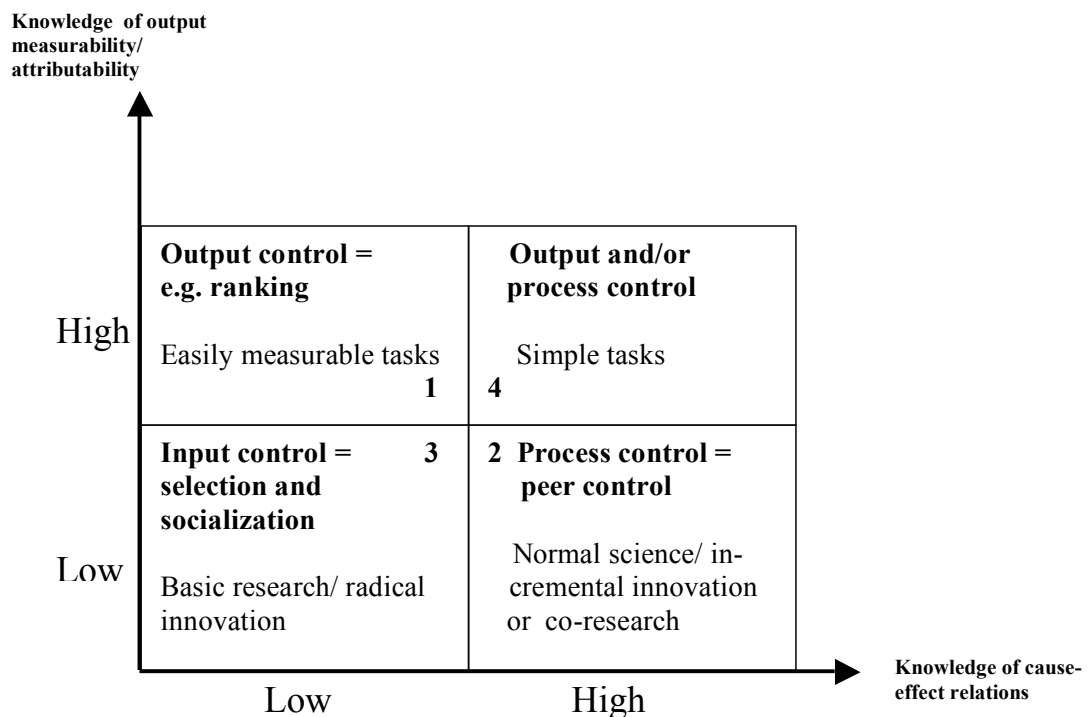 Knowledge of output
measurability/
attributability
High
Low
Output control =
e.g. ranking
Easily measurable tasks
1
Output and/or
process control
Simple tasks
4
Input control = 3
selection and
socialization
Basic research/ radical
innovation
2 Process control =
peer control
Normal science/ in-
cremental innovation
or co-research
Low
High
Knowledge of cause-
effect relations